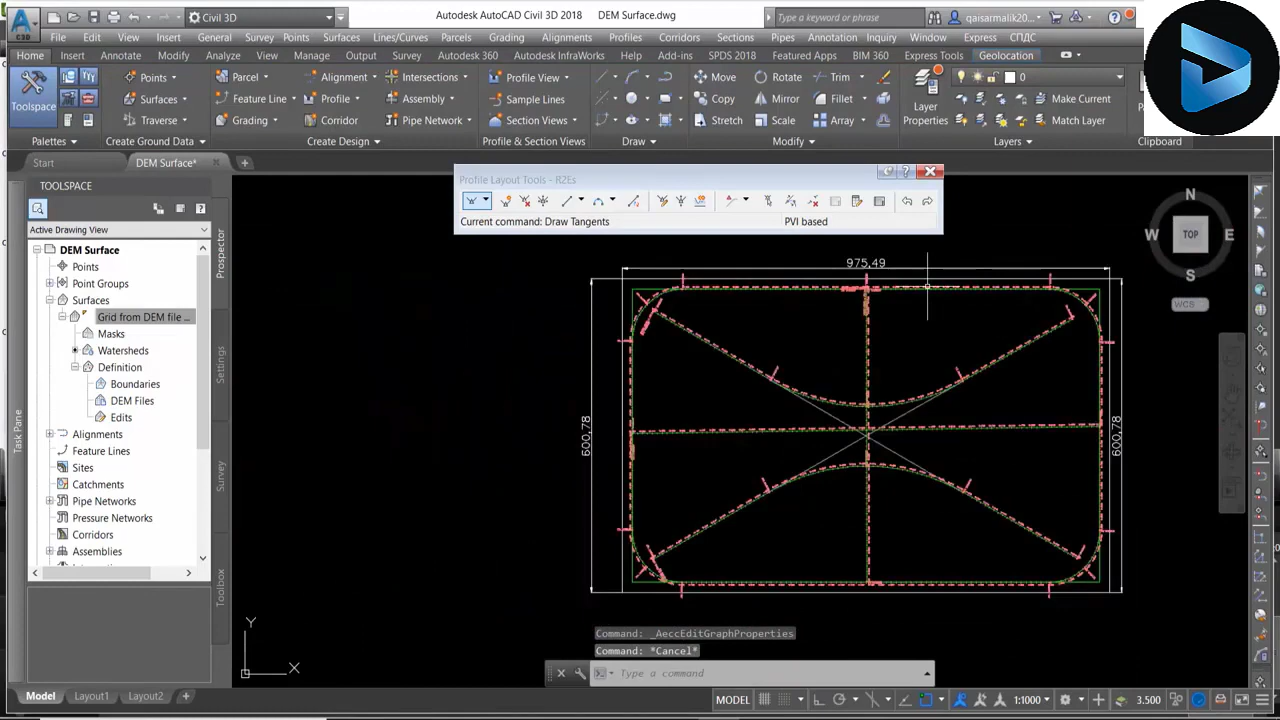 Civil 3D
Autodesk AutoCAD Civil 3D 2018 DEM Surface.dwg
Type a keyword or phrase
qaisarmalik20...
C3D
File Edit View Insert General Survey Points Surfaces Lines/Curves Parcels Grading Alignments Profiles Corridors Sections Pipes Annotation Inquiry Window Express СПДС
Home Insert Annotate Modify Analyze View Manage Output Survey Autodesk 360 Autodesk InfraWorks Help Add-ins SPDS 2018 Featured Apps BIM 360 Express Tools Geolocation
Toolspace
Points
Surfaces
Traverse
Parcel
Feature Line
Grading
Alignment
Profile
Corridor
Intersections
Assembly
Pipe Network
Profile View
Sample Lines
Section Views
Move
Copy
Stretch
Rotate
Mirror
Scale
Trim
Fillet
Array
Layer
Properties
0
Make Current
Match Layer
Palettes
Create Ground Data
Create Design
Profile & Section Views
Draw
Modify
Layers
Clipboard
Start
DEM Surface*
TOOLSPACE
Active Drawing View
DEM Surface
Points
Point Groups
Surfaces
Grid from DEM file ...
Masks
Watersheds
Definition
Boundaries
DEM Files
Edits
Alignments
Feature Lines
Sites
Catchments
Pipe Networks
Pressure Networks
Corridors
Assemblies
Prospector
Settings
Survey
Toolbox
Task Pane
Profile Layout Tools - R2Es
Current command: Draw Tangents
PVI based
975.49
600.78
600.78
N
W TOP E
S
WCS
Y
X
Command: _AeccEditGraphProperties
Command: *Cancel*
Type a command
Model Layout1 Layout2
MODEL
1:1000
3.500